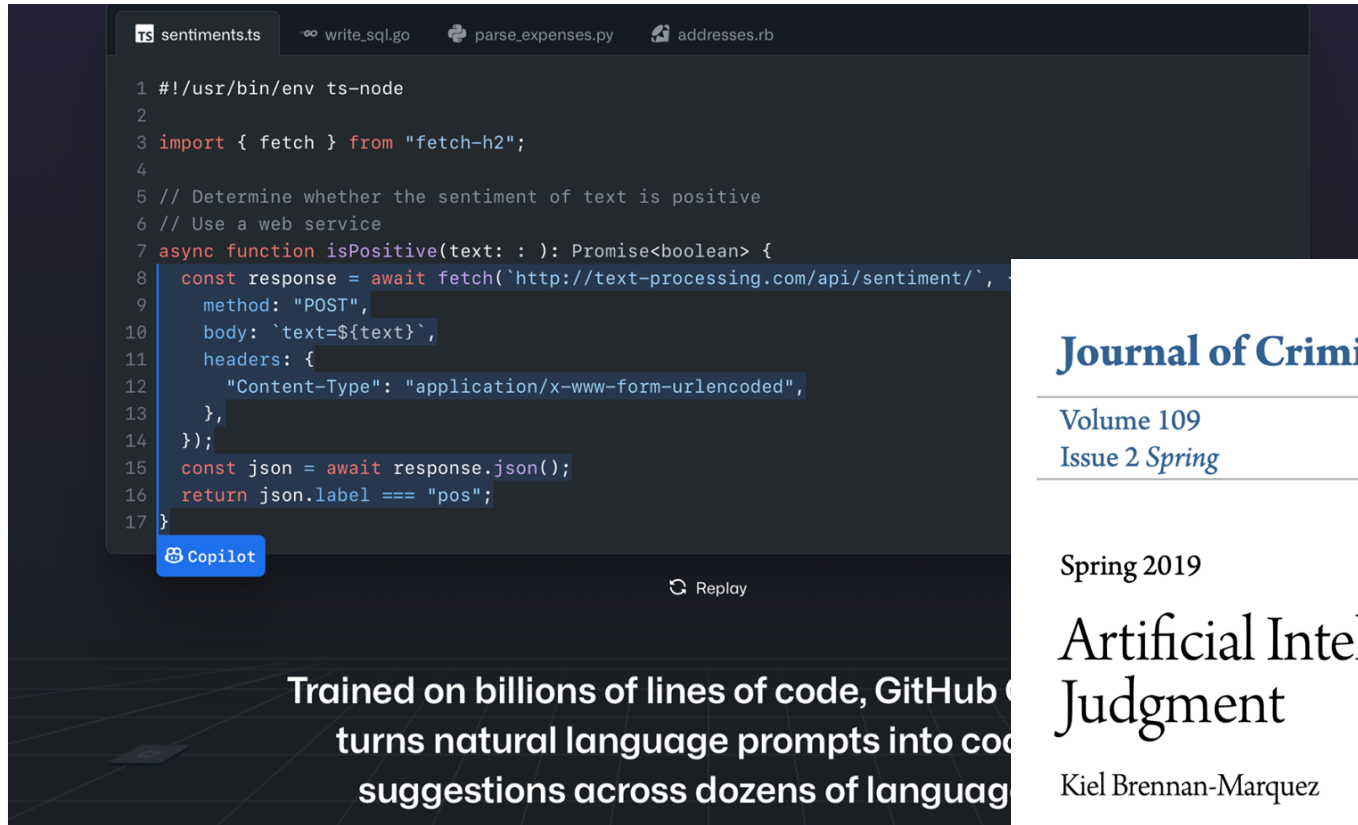 TS sentiments.ts
GO write_sql.go
parse_expenses.py
addresses.rb
1 #!/usr/bin/env ts-node
2
3 import { fetch } from "fetch-h2";
4
5 // Determine whether the sentiment of text is positive
6 // Use a web service
7 async function isPositive(text: : ): Promise<boolean> {
8 const response = await fetch(`http://text-processing.com/api/sentiment/`,
9 method: "POST",
10 body: `text=${text}`,
11 headers: {
12 "Content-Type": "application/x-www-form-urlencoded",
13 },
14 });
15 const json = await response.json();
16 return json.label === "pos";
17 }
Copilot
Replay
Trained on billions of lines of code, GitHub
turns natural language prompts into
suggestions across dozens of
Journal of
Volume 109
Issue 2 Spring
Spring 2019
Artificial
Judgment
Kiel Brennan-Marquez